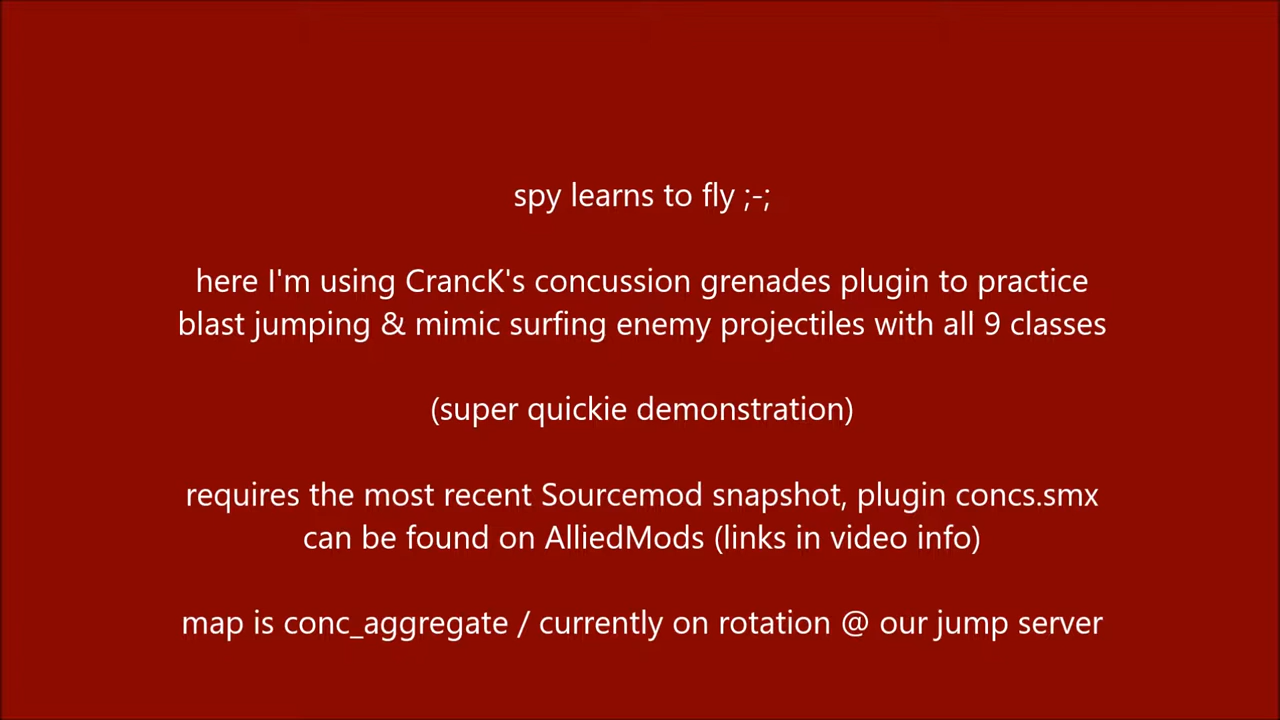 spy learns to fly ;-;
here I'm using CrancK's concussion grenades plugin to practice
blast jumping & mimic surfing enemy projectiles with all 9 classes
(super quickie demonstration)
requires the most recent Sourcemod snapshot, plugin concs.smx
can be found on AlliedMods (links in video info)
map is conc_aggregate / currently on rotation @ our jump server